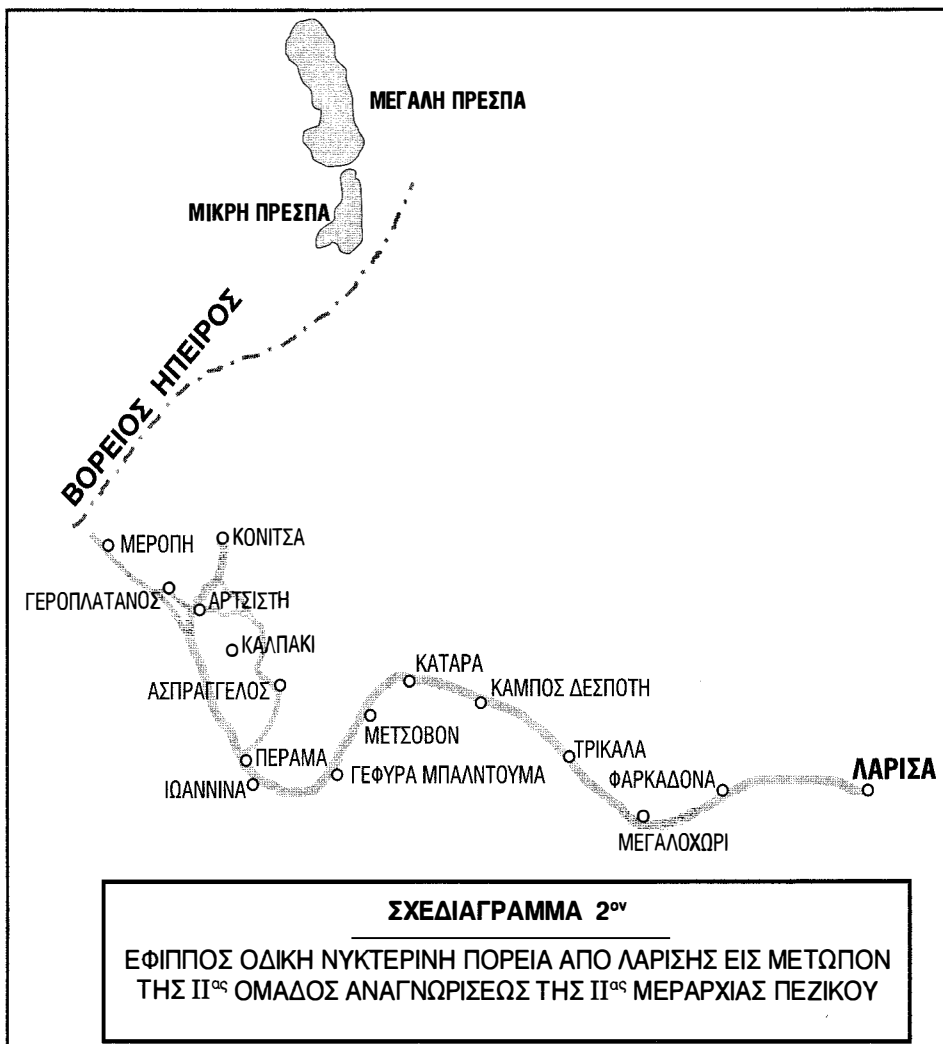 ΜΕΓΑΛΗ ΠΡΕΣΠΑ
ΜΙΚΡΗ ΠΡΕΣΠΑ
ΒΟΡΕΙΟΣ ΗΠΕΙΡΟΣ
ΜΕΡΟΠΗ
ΚΟΝΙΤΣΑ
ΓΕΡΟΠΛΑΤΑΝΟΣ
ΑΡΤΣΙΣΤΗ
ΚΑΛΠΑΚΙ
ΑΣΠΡΑΓΓΕΛΟΣ
ΚΑΤΑΡΑ
ΚΑΜΠΟΣ ΔΕΣΠΟΤΗ
ΜΕΤΣΟΒΟΝ
ΠΕΡΑΜΑ
ΙΩΑΝΝΙΝΑ
ΓΕΦΥΡΑ ΜΠΑΛΝΤΟΥΜΑ
ΤΡΙΚΑΛΑ
ΦΑΡΚΑΔΟΝΑ
ΛΑΡΙΣΑ
ΜΕΓΑΛΟΧΩΡΙ
ΣΧΕΔΙΑΓΡΑΜΜΑ 2ον
ΕΦΙΠΠΟΣ ΟΔΙΚΗ ΝΥΚΤΕΡΙΝΗ ΠΟΡΕΙΑ ΑΠΟ ΛΑΡΙΣΗΣ ΕΙΣ ΜΕΤΩΠΟΝ
ΤΗΣ ΙΙας ΟΜΑΔΟΣ ΑΝΑΓΝΩΡΙΣΕΩΣ ΤΗΣ ΙΙας ΜΕΡΑΡΧΙΑΣ ΠΕΖΙΚΟΥ